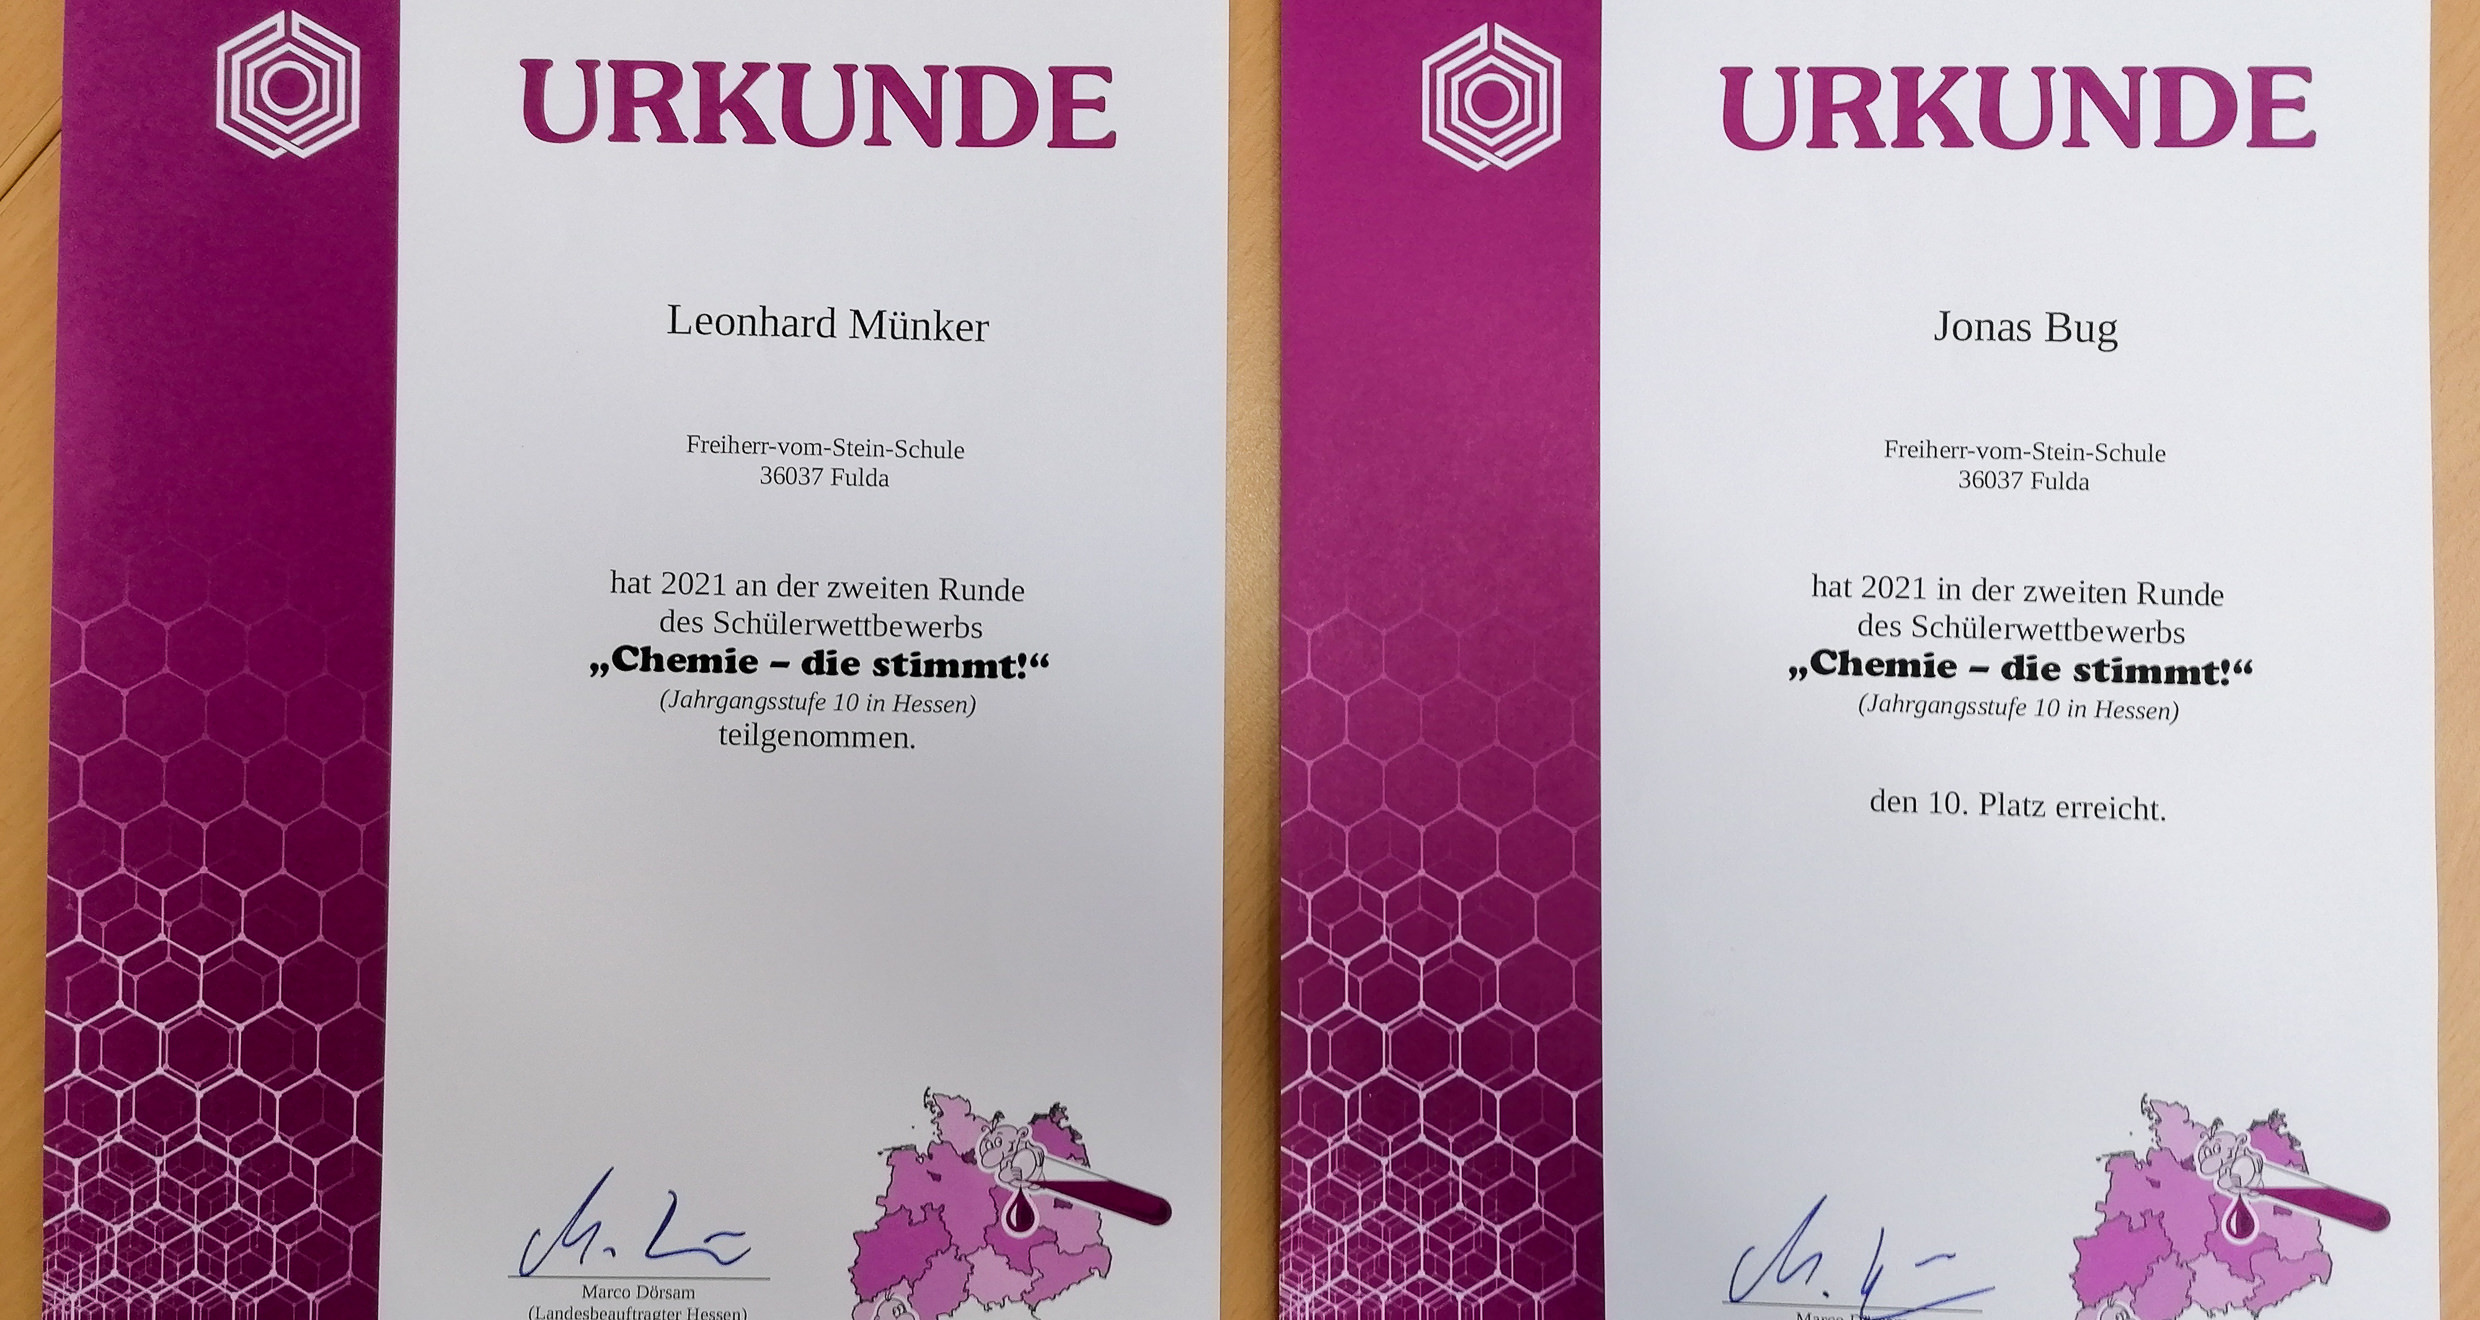 URKUNDE
Leonhard Münker
Freiherr-vom-Stein-Schule
36037 Fulda
hat 2021 an der zweiten Runde
des Schülerwettbewerbs
„Chemie – die stimmt!“
(Jahrgangsstufe 10 in Hessen)
teilgenommen.
Marco Dörsam
(Landesbeauftragter Hessen)
URKUNDE
Jonas Bug
Freiherr-vom-Stein-Schule
36037 Fulda
hat 2021 in der zweiten Runde
des Schülerwettbewerbs
„Chemie – die stimmt!“
(Jahrgangsstufe 10 in Hessen)
den 10. Platz erreicht.
Marco